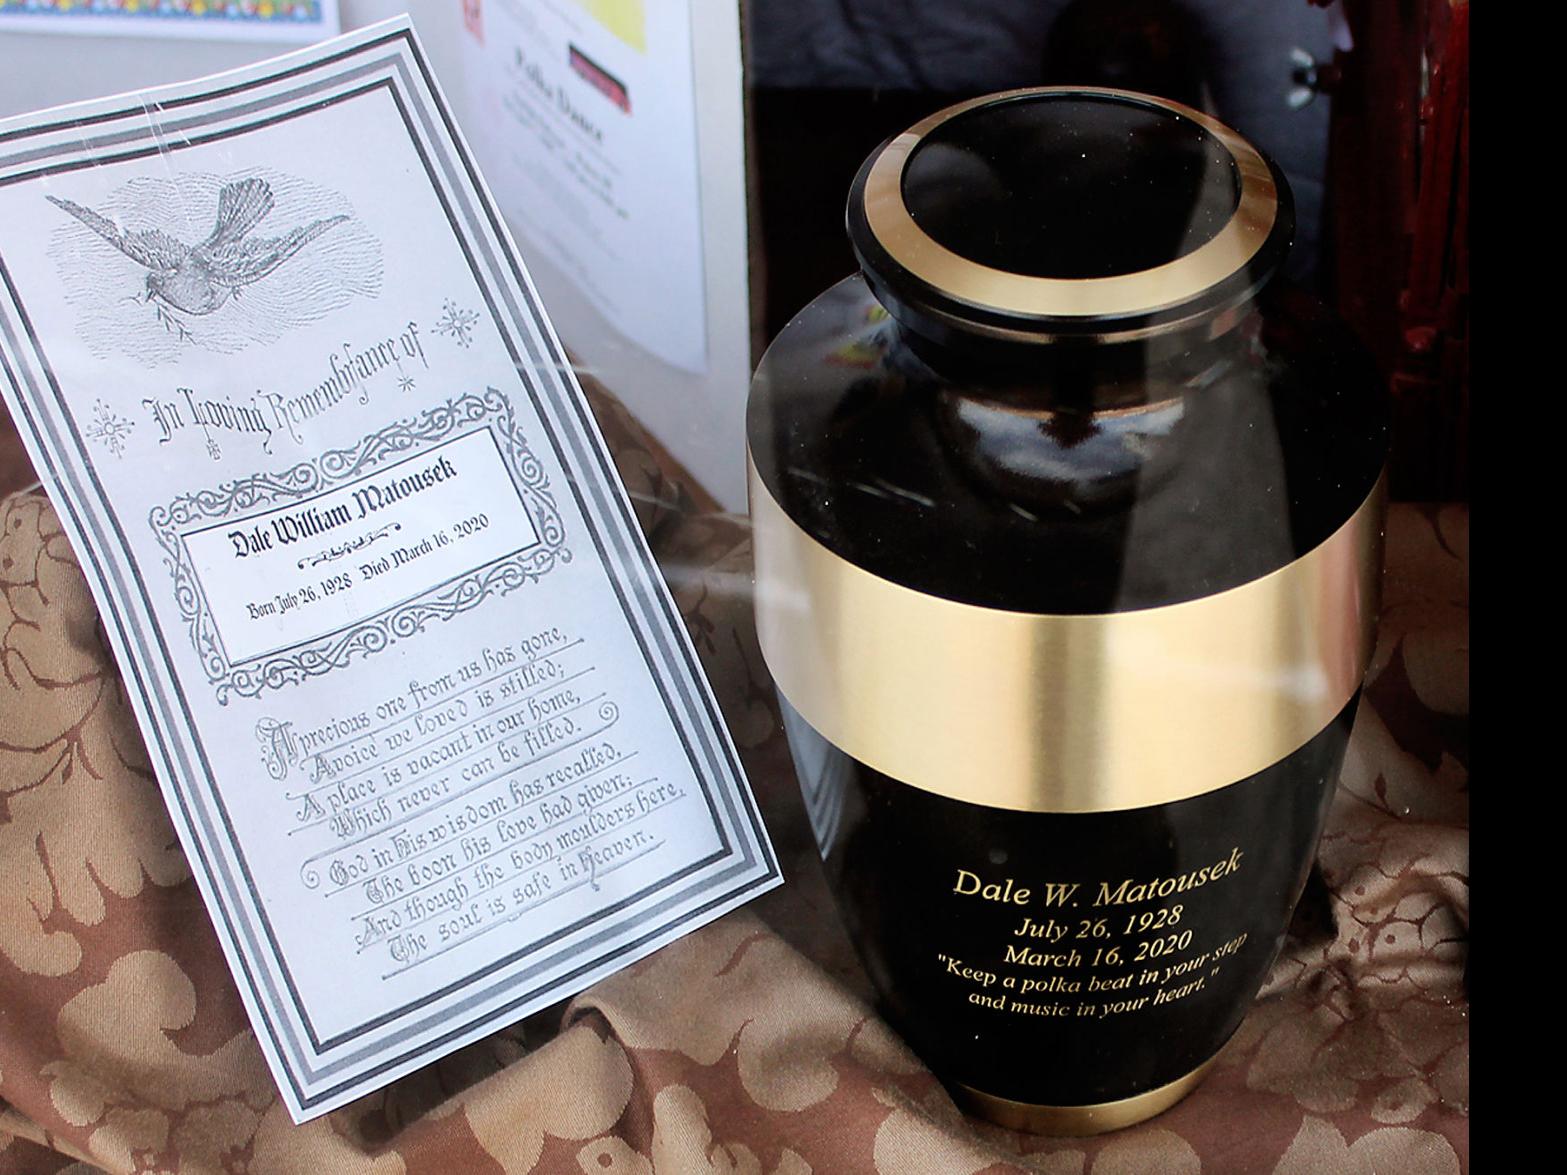 Polka Dance
In Loving Remembrance of
Dale William Matousek
Born July 26, 1928 Died March 16, 2020
A precious one from us has gone,
A voice we loved is stilled;
A place is vacant in our home,
Which never can be filled.
God in His wisdom has recalled,
The boon his love had given;
And though the body moulders here,
The soul is safe in Heaven.
Dale W. Matousek
July 26, 1928
March 16, 2020
"Keep a polka beat in your step
and music in your heart."